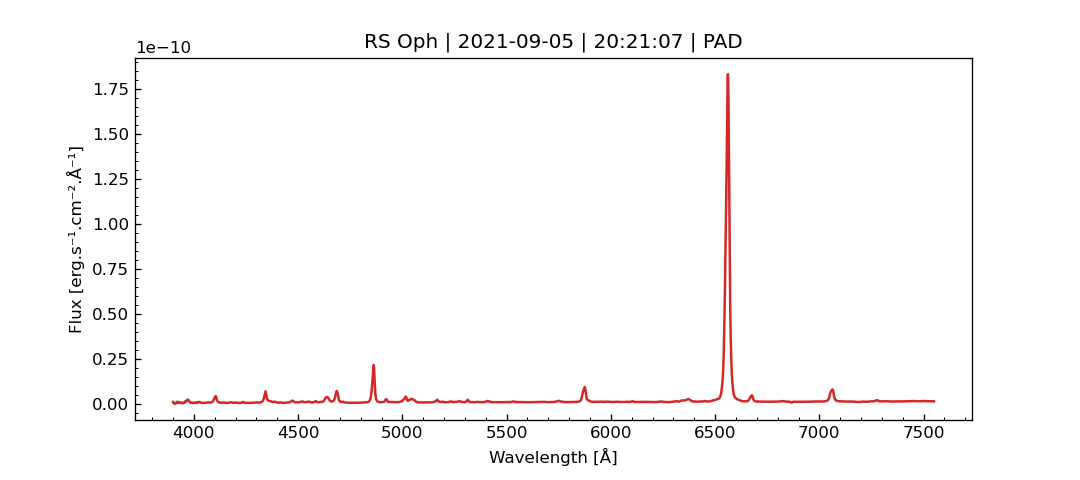 RS Oph | 2021-09-05 | 20:21:07 | PAD
1e−10
1.75
1.50
1.25
1.00
0.75
0.50
0.25
0.00
Flux [erg.s⁻¹.cm⁻².Å⁻¹]
4000 4500 5000 5500 6000 6500 7000 7500
Wavelength [Å]